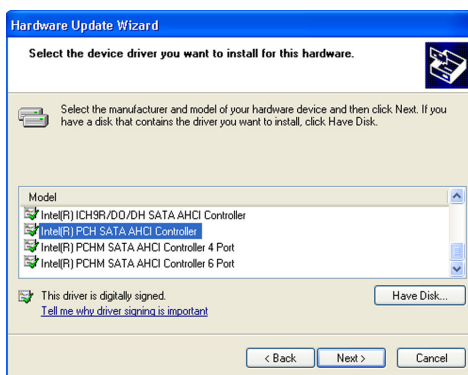 Hardware Update Wizard
Select the device driver you want to install for this hardware.
Select the manufacturer and model of your hardware device and then click Next. If you
have a disk that contains the driver you want to install, click Have Disk.
Model
Intel(R) ICH9R/DO/DH SATA AHCI Controller
Intel(R) PCH SATA AHCI Controller
Intel(R) PCHM SATA AHCI Controller 4 Port
Intel(R) PCHM SATA AHCI Controller 6 Port
This driver is digitally signed.
Have Disk...
Tell me why driver signing is important
< Back
Next >
Cancel